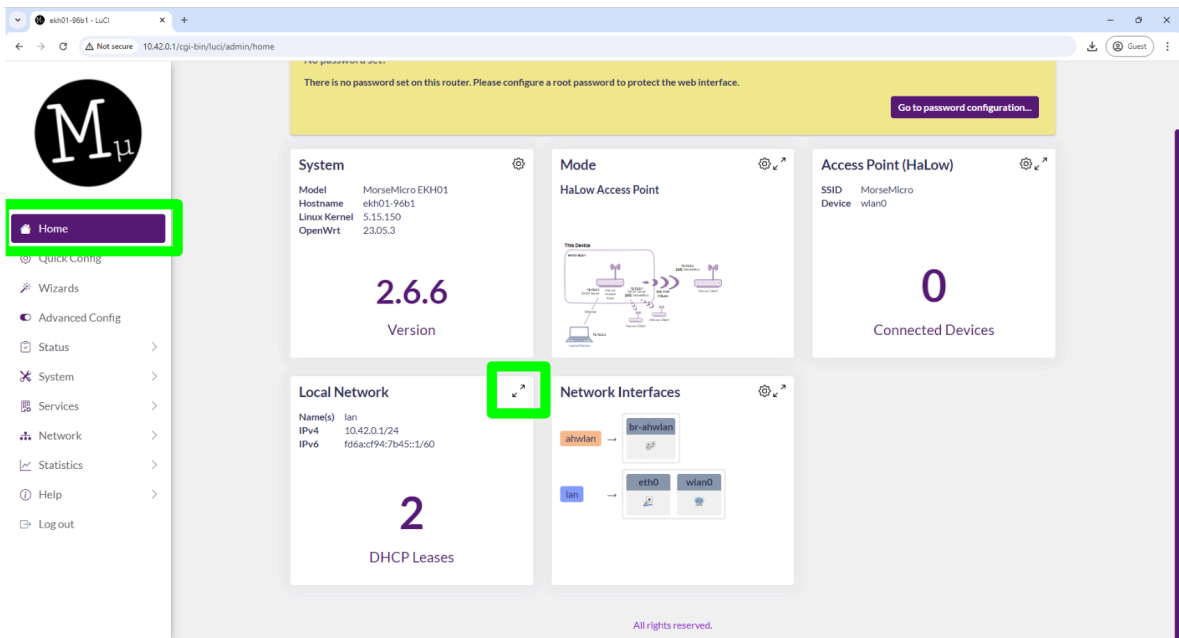 ekh01-96b1 - LuCI
Not secure 10.42.0.1/cgi-bin/luci/admin/home
Guest
Mμ
Home
Quick Config
Wizards
Advanced Config
Status
System
Services
Network
Statistics
Help
Log out
No password set!
There is no password set on this router. Please configure a root password to protect the web interface.
Go to password configuration...
System
Model MorseMicro EKH01
Hostname ekh01-96b1
Linux Kernel 5.15.150
OpenWrt 23.05.3
2.6.6
Version
Mode
HaLow Access Point
This Device
Access Point (HaLow)
SSID MorseMicro
Device wlan0
0
Connected Devices
Local Network
Name(s) lan
IPv4 10.42.0.1/24
IPv6 fd6a:cf94:7b45::1/60
2
DHCP Leases
Network Interfaces
ahwlan
br-ahwlan
lan
eth0 wlan0
All rights reserved.